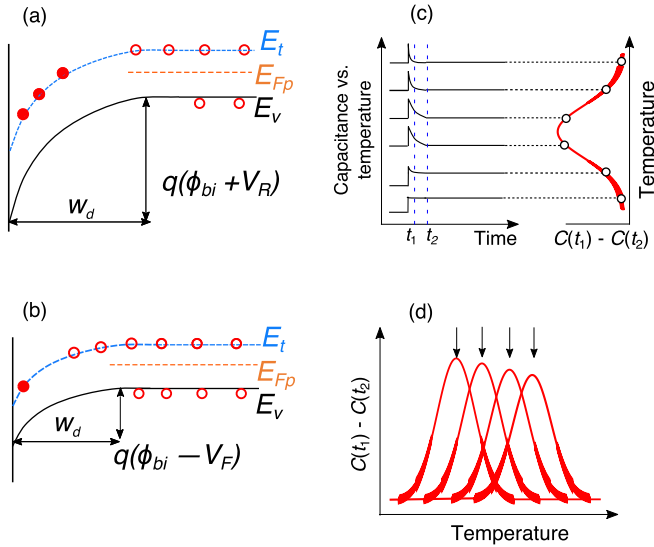 (a)
E_t
E_Fp
E_v
q(ϕ_bi + V_R)
w_d
(b)
E_t
E_Fp
E_v
w_d
q(ϕ_bi — V_F)
(c)
Capacitance vs.
temperature
t_1 t_2 Time
C(t_1) - C(t_2)
Temperature
(d)
C(t_1) - C(t_2)
Temperature